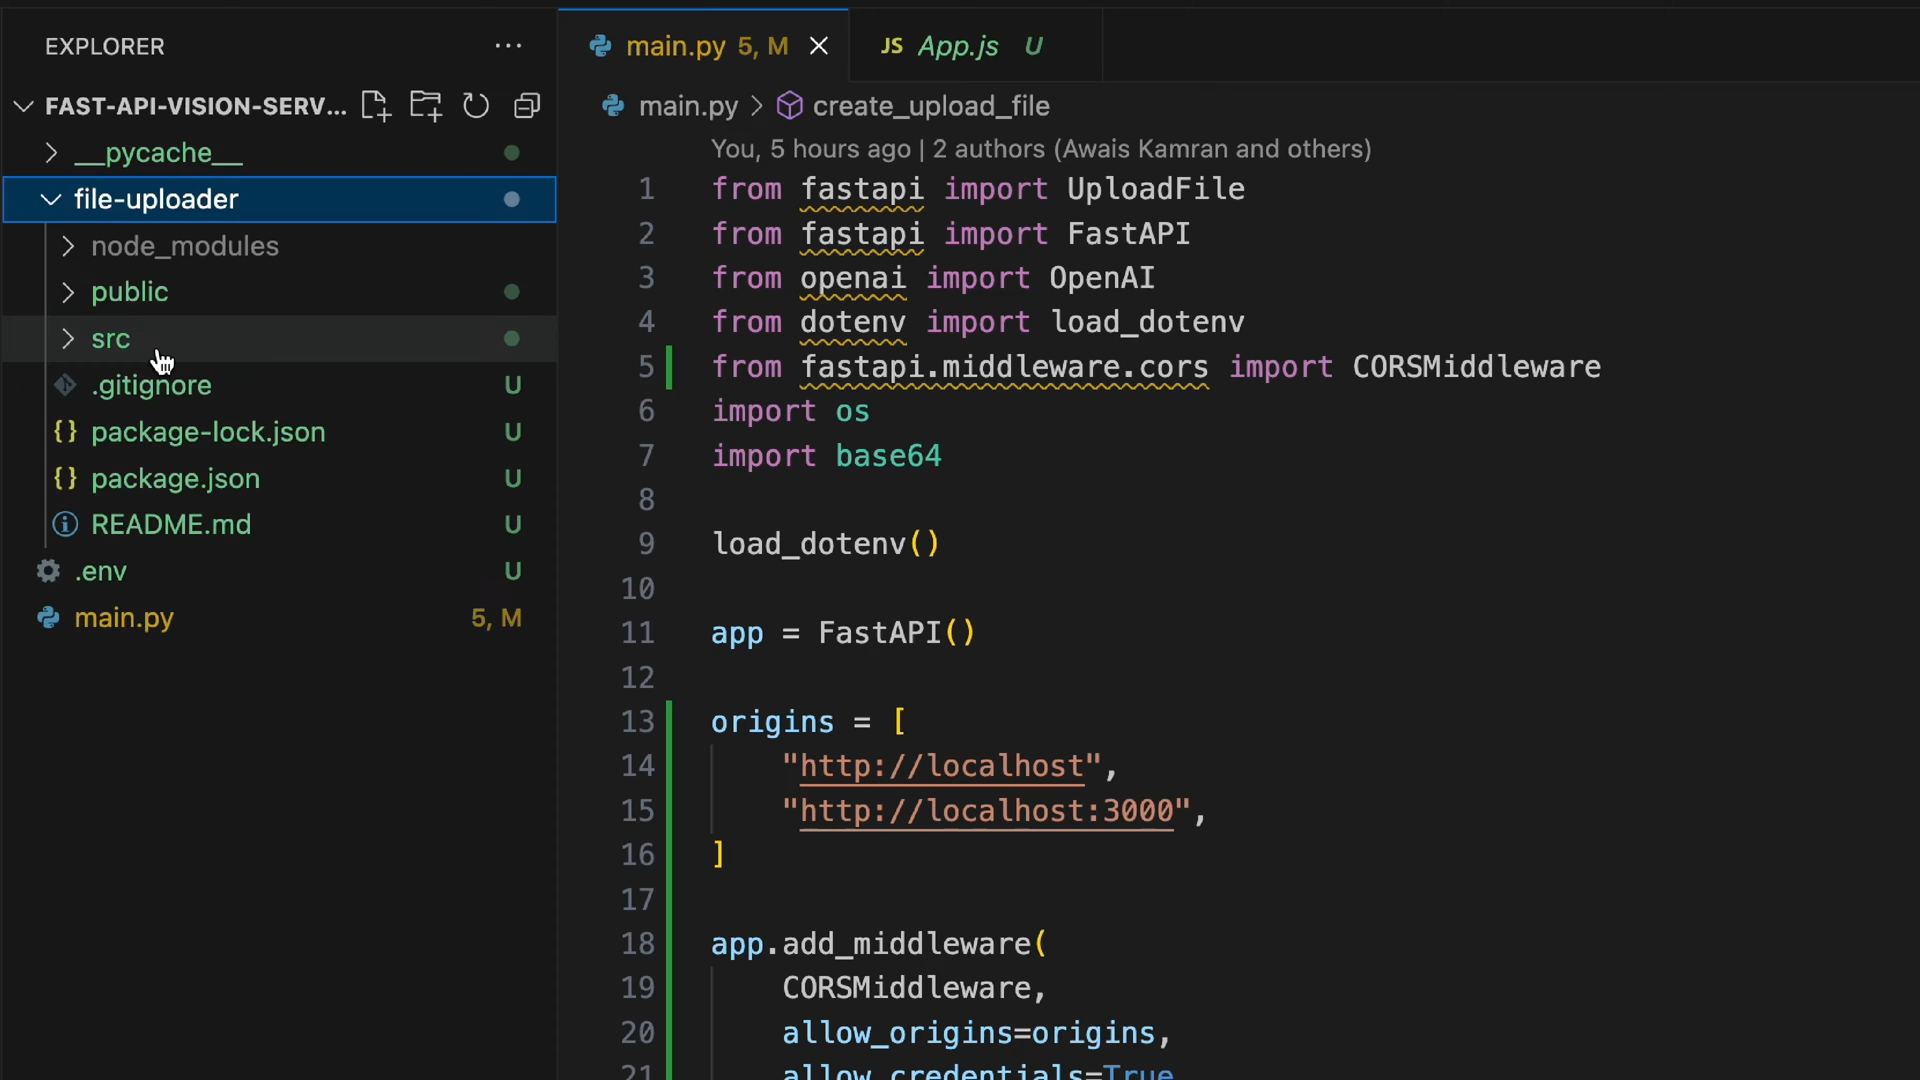 EXPLORER
FAST-API-VISION-SERV...
__pycache__
file-uploader
node_modules
public
src
.gitignore U
package-lock.json U
package.json U
README.md U
.env U
main.py 5, M
main.py 5, M
JS App.js U
main.py > create_upload_file
You, 5 hours ago | 2 authors (Awais Kamran and others)
1 from fastapi import UploadFile
2 from fastapi import FastAPI
3 from openai import OpenAI
4 from dotenv import load_dotenv
5 from fastapi.middleware.cors import CORSMiddleware
6 import os
7 import base64
8
9 load_dotenv()
10
11 app = FastAPI()
12
13 origins = [
14 "http://localhost",
15 "http://localhost:3000",
16 ]
17
18 app.add_middleware(
19 CORSMiddleware,
20 allow_origins=origins,
21 allow_credentials=True